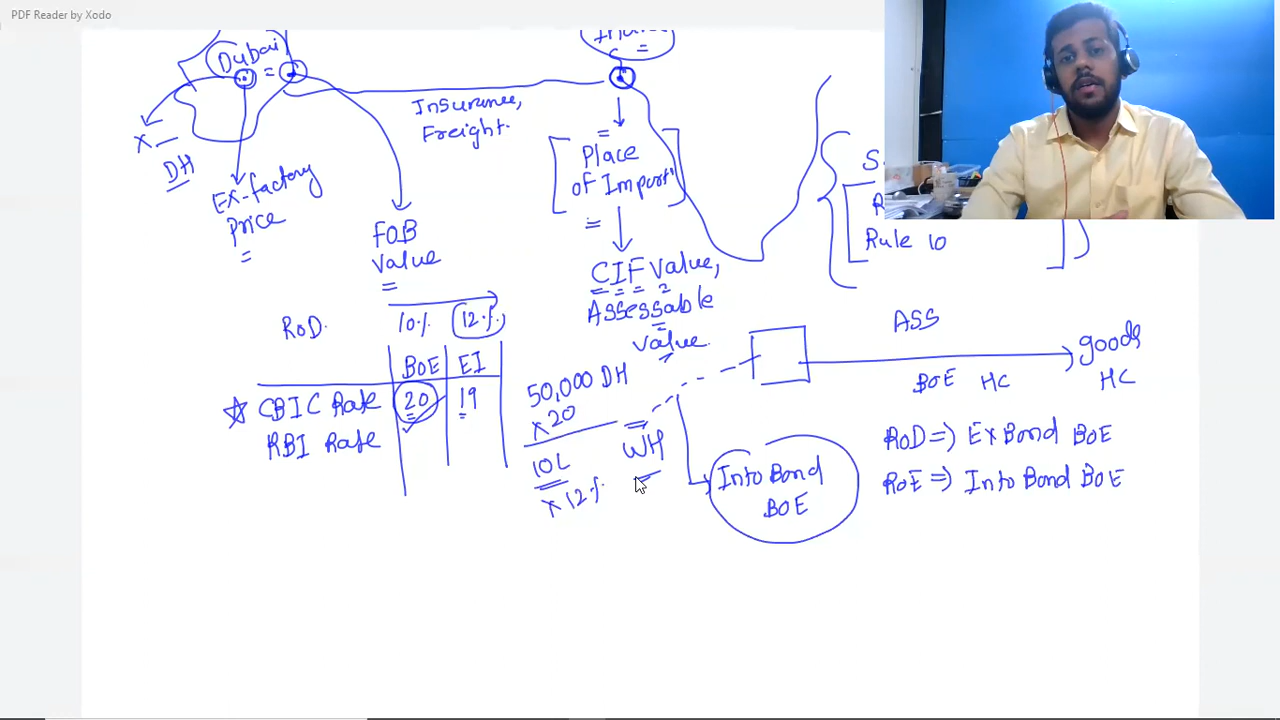 PDF Reader by Xodo
Dubai
=
X
DH
Ex-factory
Price
=
Insurance,
Freight.
FOB
Value
=
=
Place
of Import
=
CIF Value,
Assessable
Value
Rule 10
RoD.
10% 12%
BOE EI
CBIC Rate 20 19
RBI Rate
50,000 DH
x20
10L
x12%
WH
Into Bond
BOE
ASS
BOE HC
goods
HC
RoD => Ex Bond BOE
ROE => Into Bond BOE